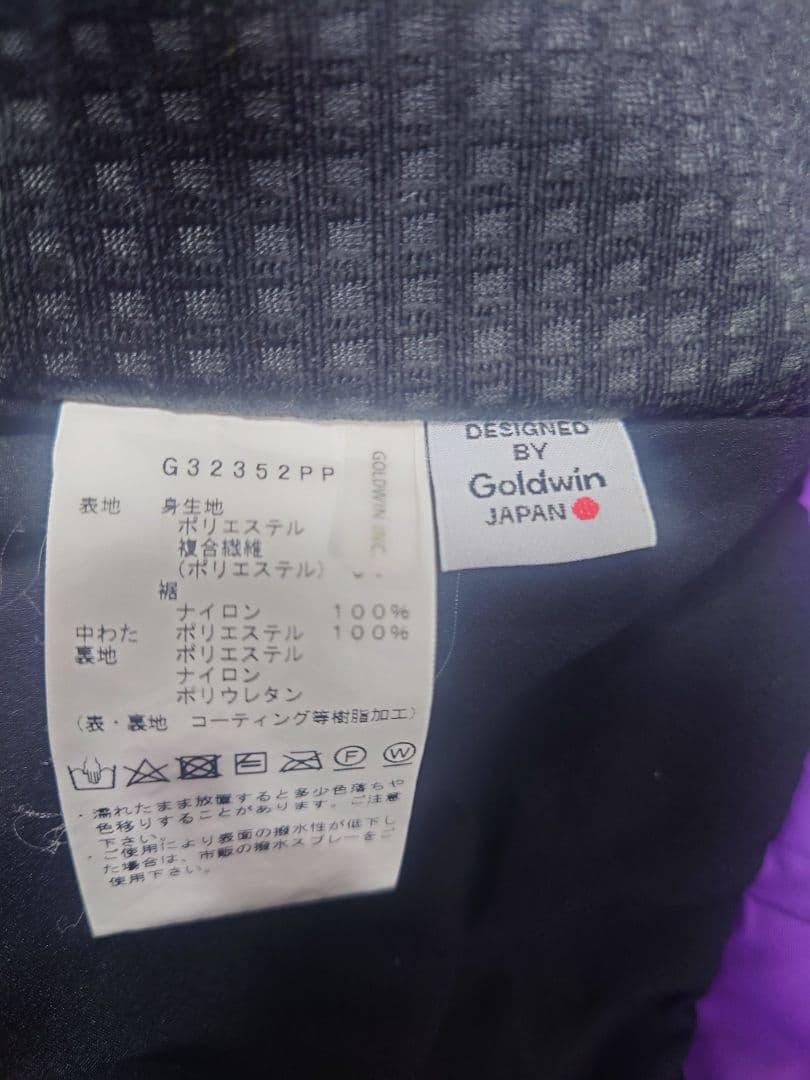 G32352PP
GOLDWIN INC.
表地 身生地
ポリエステル
複合繊維
(ポリエステル)
裾
ナイロン 100%
中わた ポリエステル 100%
裏地 ポリエステル
ナイロン
ポリウレタン
(表・裏地 コーティング等樹脂加工)
F W
・濡れたまま放置すると多少色落ちや
色移りすることがあります。ご注意
下さい。
・ご使用により表面の撥水性が低下し
た場合は、市販の撥水スプレーをご
使用下さい。
DESIGNED
BY
Goldwin
JAPAN